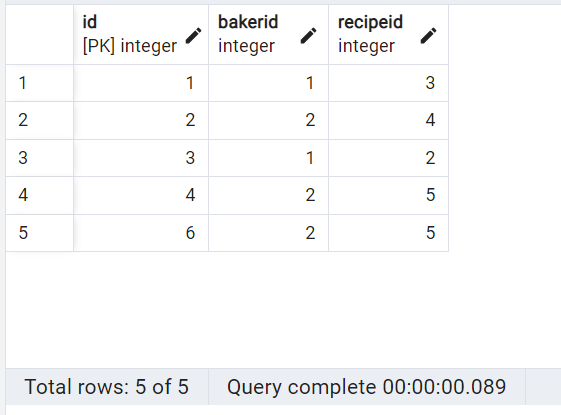 id bakerid recipeid
[PK] integer integer integer
1 1 1 3
2 2 2 4
3 3 1 2
4 4 2 5
5 6 2 5
Total rows: 5 of 5 Query complete 00:00:00.089